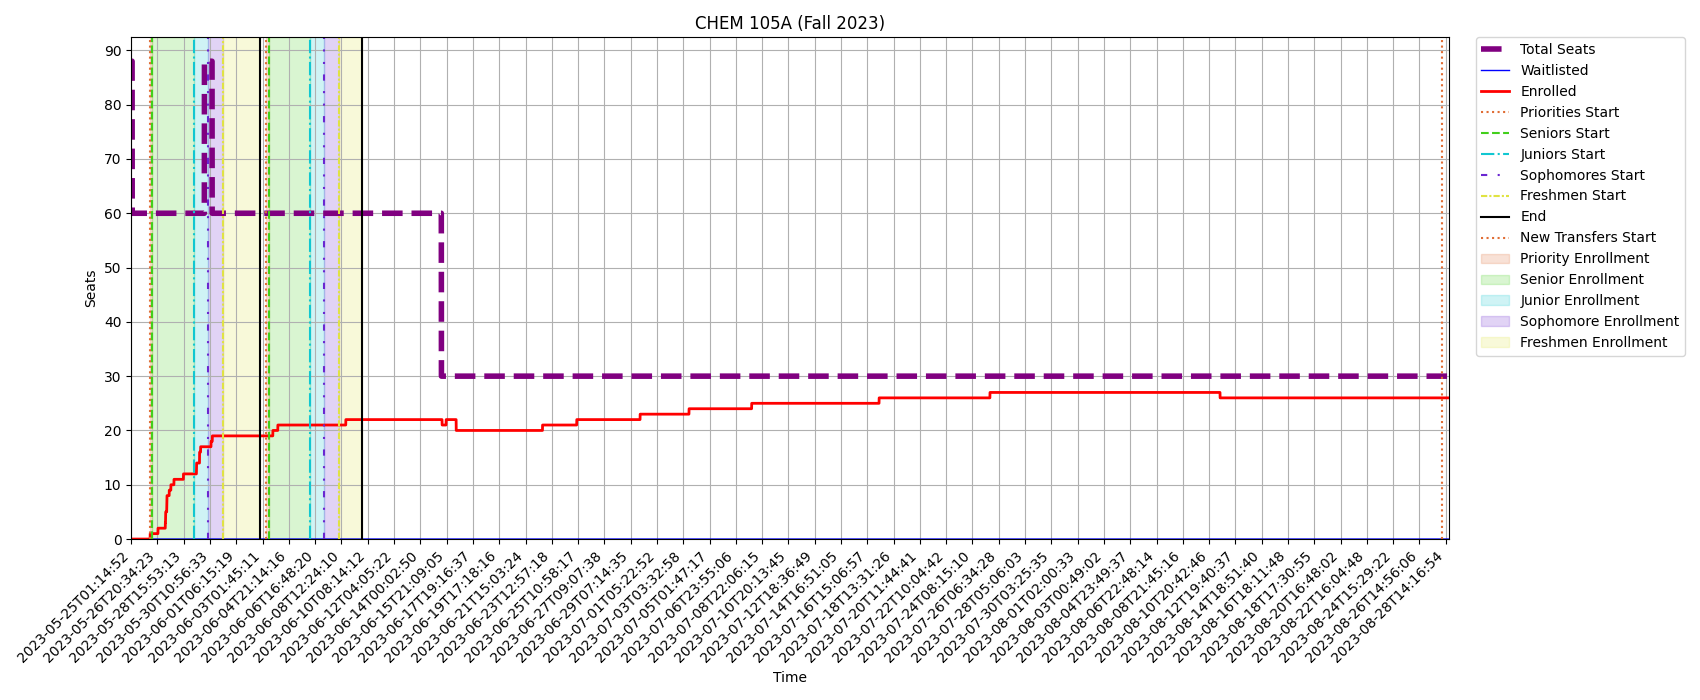 CHEM 105A (Fall 2023)
90
80
70
60
50
40
30
20
10
0
Seats
Total Seats
Waitlisted
Enrolled
Priorities Start
Seniors Start
Juniors Start
Sophomores Start
Freshmen Start
End
New Transfers Start
Priority Enrollment
Senior Enrollment
Junior Enrollment
Sophomore Enrollment
Freshmen Enrollment
2023-05-25T01:14:52
2023-05-26T20:34:23
2023-05-28T15:53:13
2023-05-30T10:56:33
2023-06-01T06:15:19
2023-06-03T01:45:11
2023-06-04T21:14:16
2023-06-06T16:48:20
2023-06-08T12:24:10
2023-06-10T08:14:12
2023-06-12T04:05:22
2023-06-14T00:02:50
2023-06-15T21:09:05
2023-06-17T19:16:37
2023-06-19T17:18:16
2023-06-21T15:03:24
2023-06-23T12:57:18
2023-06-25T10:58:17
2023-06-27T09:07:38
2023-06-29T07:14:35
2023-07-01T05:22:52
2023-07-03T03:32:58
2023-07-05T01:47:17
2023-07-06T23:55:06
2023-07-08T22:06:15
2023-07-10T20:13:45
2023-07-12T18:36:49
2023-07-14T16:51:05
2023-07-16T15:06:57
2023-07-18T13:31:26
2023-07-20T11:44:41
2023-07-22T10:04:42
2023-07-24T08:15:10
2023-07-26T06:34:28
2023-07-28T05:06:03
2023-07-30T03:25:35
2023-08-01T02:00:33
2023-08-03T00:49:02
2023-08-04T23:49:37
2023-08-06T22:48:14
2023-08-08T21:45:16
2023-08-10T20:42:46
2023-08-12T19:40:37
2023-08-14T18:51:40
2023-08-16T18:11:48
2023-08-18T17:30:55
2023-08-20T16:48:02
2023-08-22T16:04:48
2023-08-24T15:29:22
2023-08-26T14:56:06
2023-08-28T14:16:54
Time